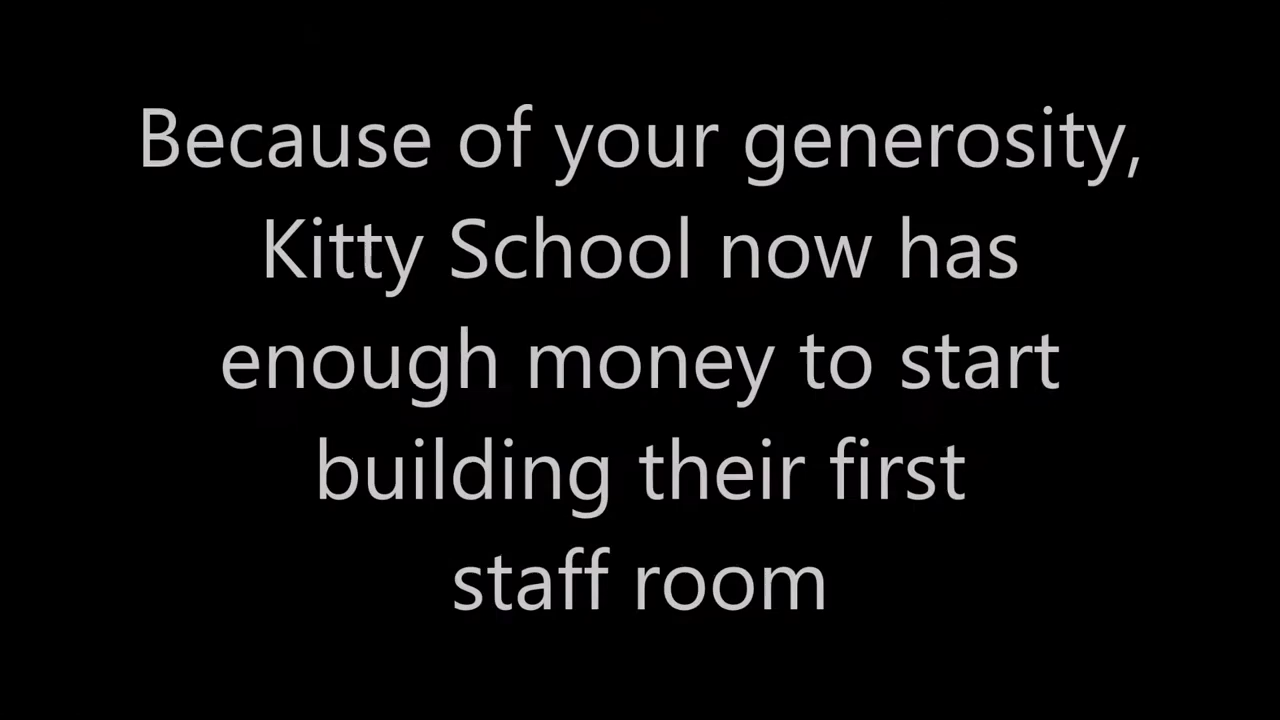 Because of your generosity,
Kitty School now has
enough money to start
building their first
staff room